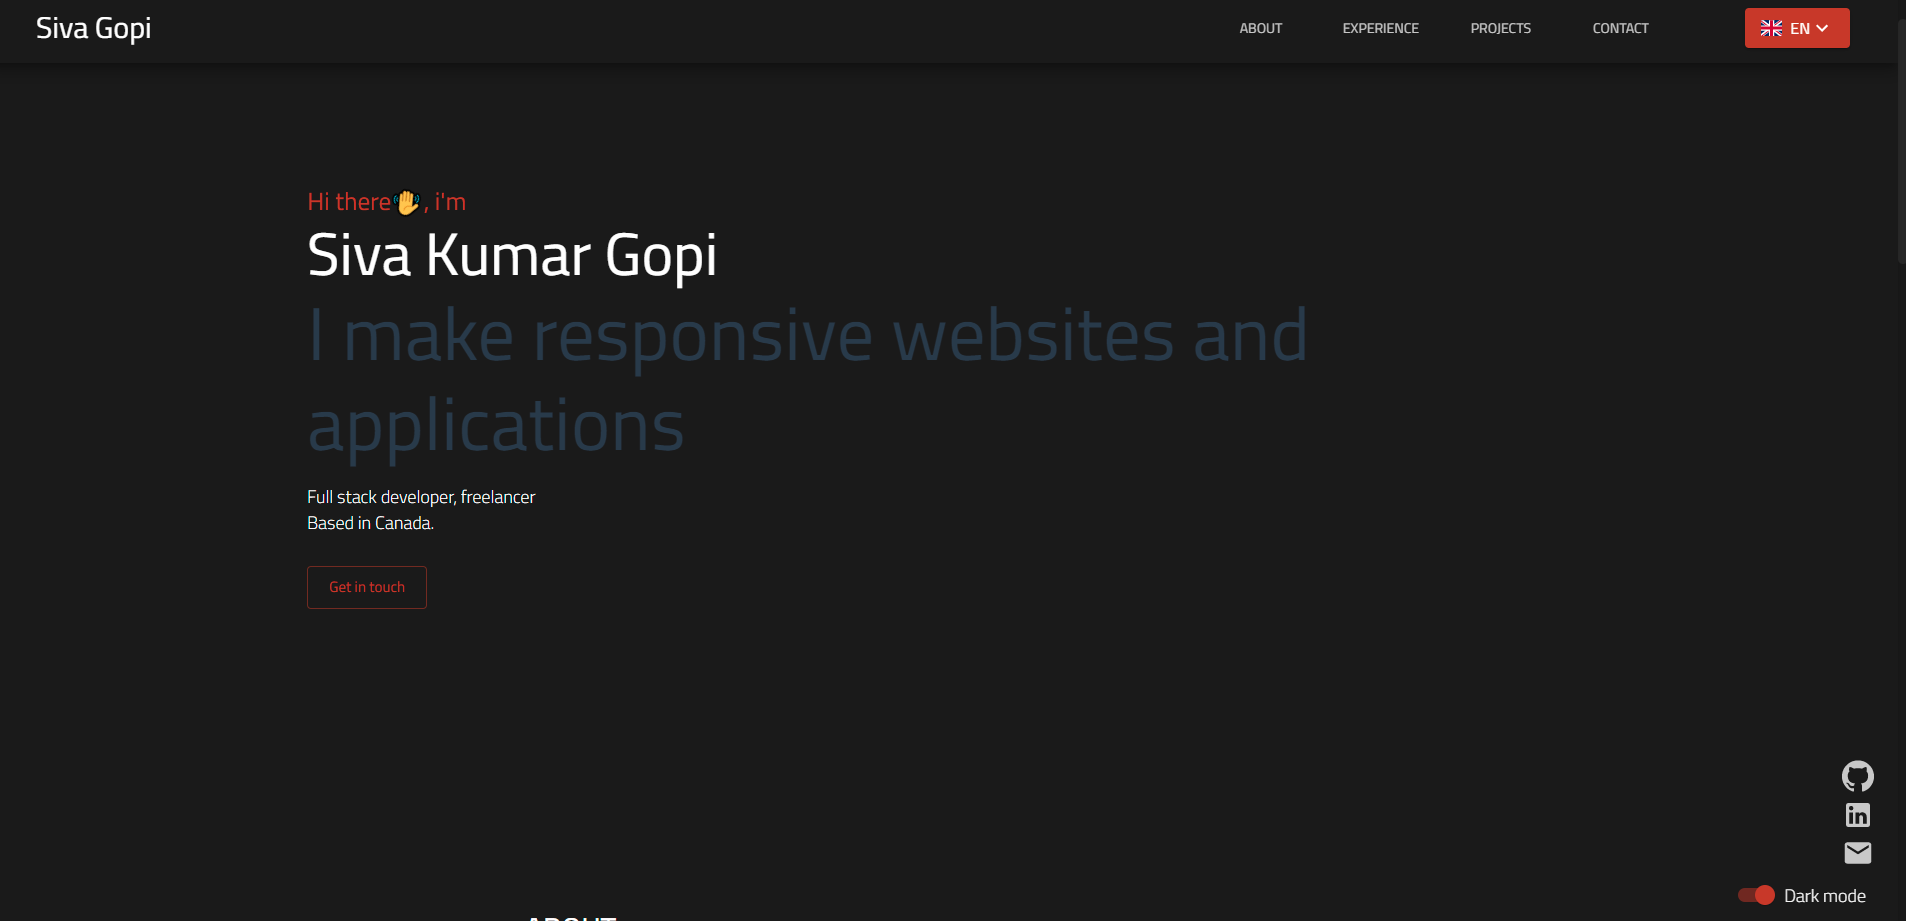 Siva Gopi
ABOUT
EXPERIENCE
PROJECTS
CONTACT
EN
Hi there👋, i'm
Siva Kumar Gopi
I make responsive websites and
applications
Full stack developer, freelancer
Based in Canada.
Get in touch
Dark mode
ABOUT